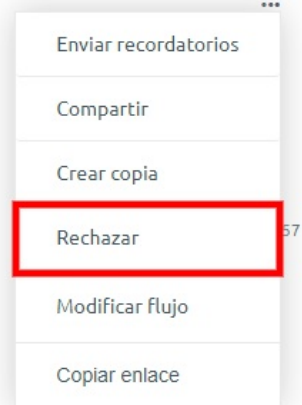 Enviar recordatorios
Compartir
Crear copia
Rechazar
57
Modificar flujo
Copiar enlace